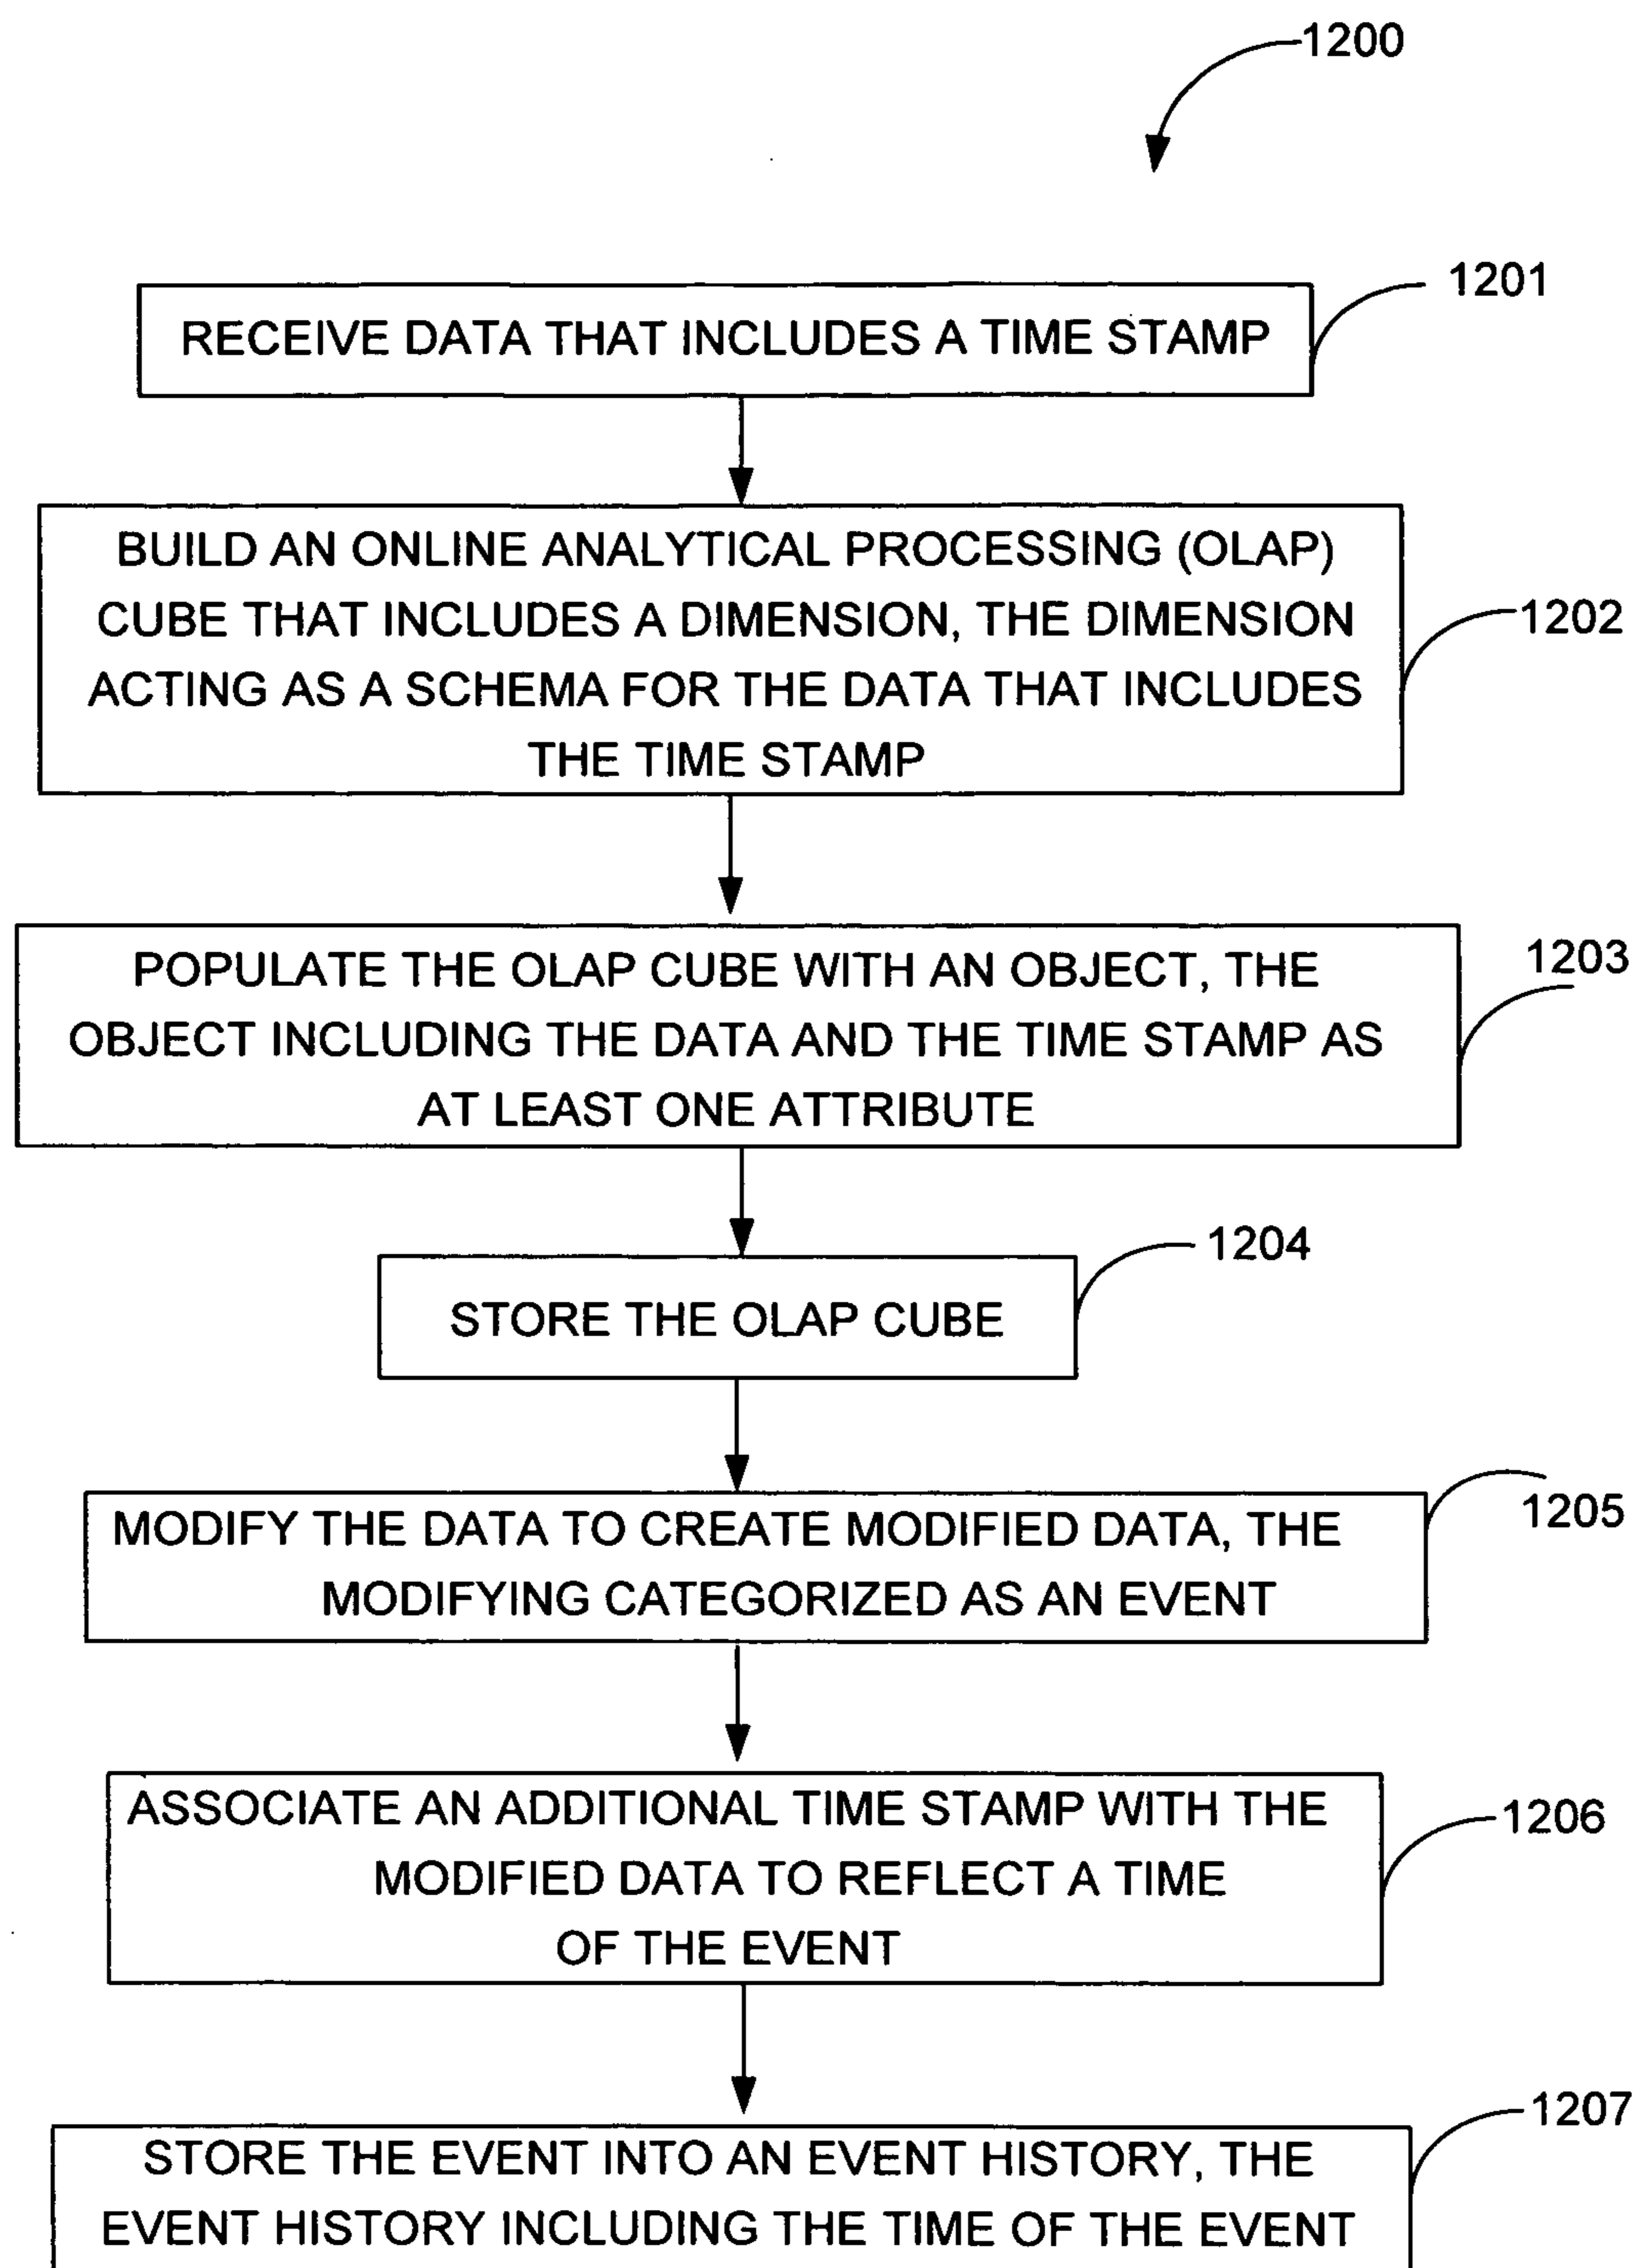 1200
1201
RECEIVE DATA THAT INCLUDES A TIME STAMP
BUILD AN ONLINE ANALYTICAL PROCESSING (OLAP)
CUBE THAT INCLUDES A DIMENSION, THE DIMENSION
1202
ACTING AS A SCHEMA FOR THE DATA THAT INCLUDES
THE TIME STAMP
1203
POPULATE THE OLAP CUBE WITH AN OBJECT, THE
OBJECT INCLUDING THE DATA AND THE TIME STAMP AS
AT LEAST ONE ATTRIBUTE
1204
STORE THE OLAP CUBE
1205
MODIFY THE DATA TO CREATE MODIFIED DATA, THE
MODIFYING CATEGORIZED AS AN EVENT
ASSOCIATE AN ADDITIONAL TIME STAMP WITH THE
1206
MODIFIED DATA TO REFLECT A TIME
OF THE EVENT
1207
STORE THE EVENT INTO AN EVENT HISTORY, THE
EVENT HISTORY INCLUDING THE TIME OF THE EVENT